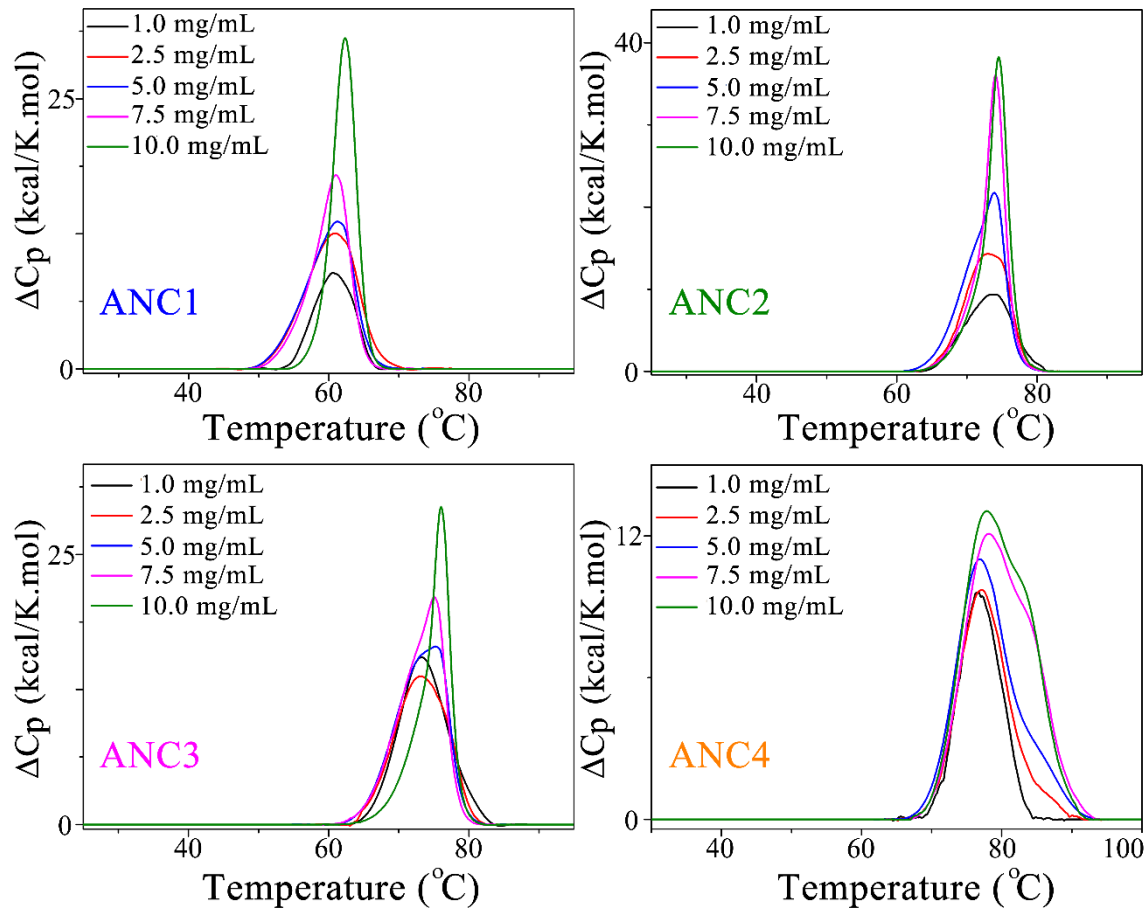 1.0 mg/mL
2.5 mg/mL
5.0 mg/mL
7.5 mg/mL
10.0 mg/mL
25
0
ΔCp (kcal/K.mol)
ANC1
40 60 80
Temperature (°C)
1.0 mg/mL
2.5 mg/mL
5.0 mg/mL
7.5 mg/mL
10.0 mg/mL
40
0
ΔCp (kcal/K.mol)
ANC2
40 60 80
Temperature (°C)
1.0 mg/mL
2.5 mg/mL
5.0 mg/mL
7.5 mg/mL
10.0 mg/mL
25
0
ΔCp (kcal/K.mol)
ANC3
40 60 80
Temperature (°C)
1.0 mg/mL
2.5 mg/mL
5.0 mg/mL
7.5 mg/mL
10.0 mg/mL
12
0
ΔCp (kcal/K.mol)
ANC4
40 60 80 100
Temperature (°C)